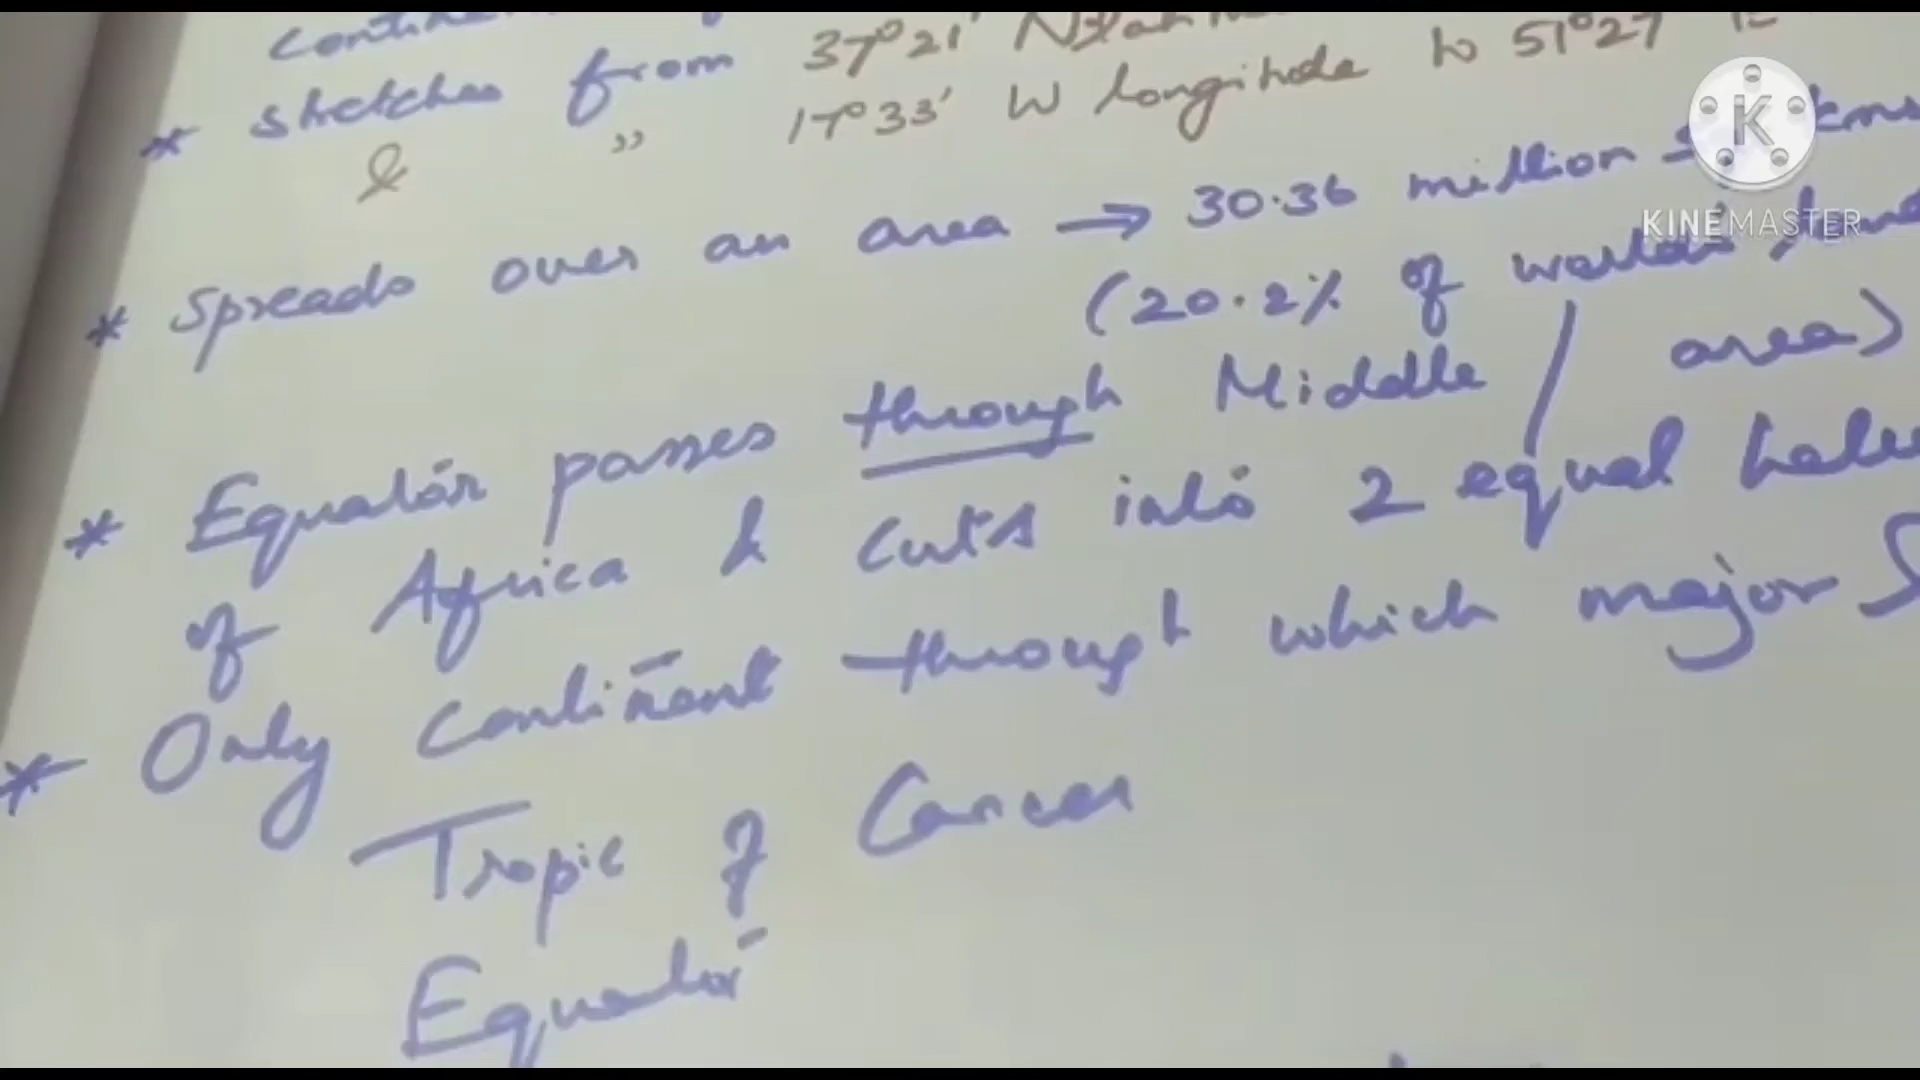 * stretches from 37°21' N
& " 17°33' W longitude to 51°27' E
* Spreads over an area → 30.36 million
(20.2% of world's
area)
* Equator passes through Middle
of Africa & cuts into 2 equal
* Only continent through which major
Tropic of Cancer
Equator
K
KINEMASTER